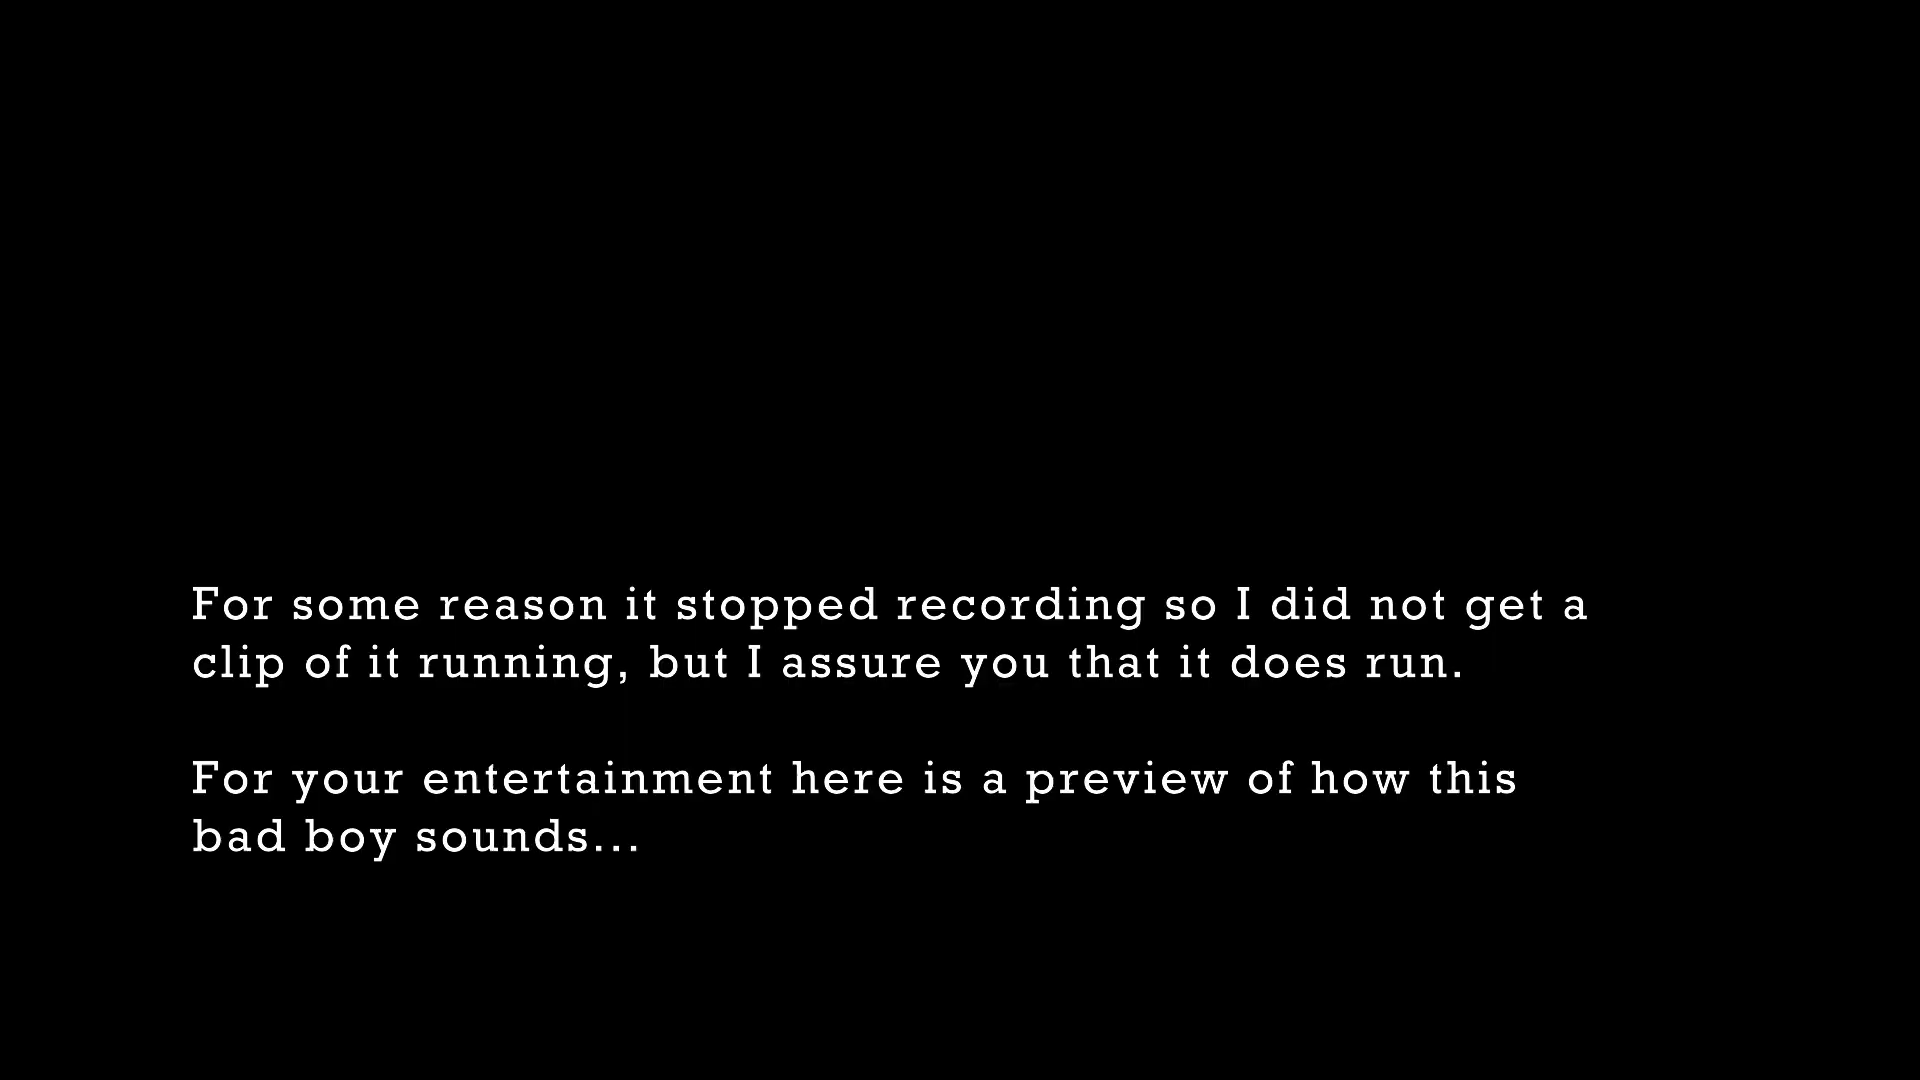 For some reason it stopped recording so I did not get a
clip of it running, but I assure you that it does run.
For your entertainment here is a preview of how this
bad boy sounds...